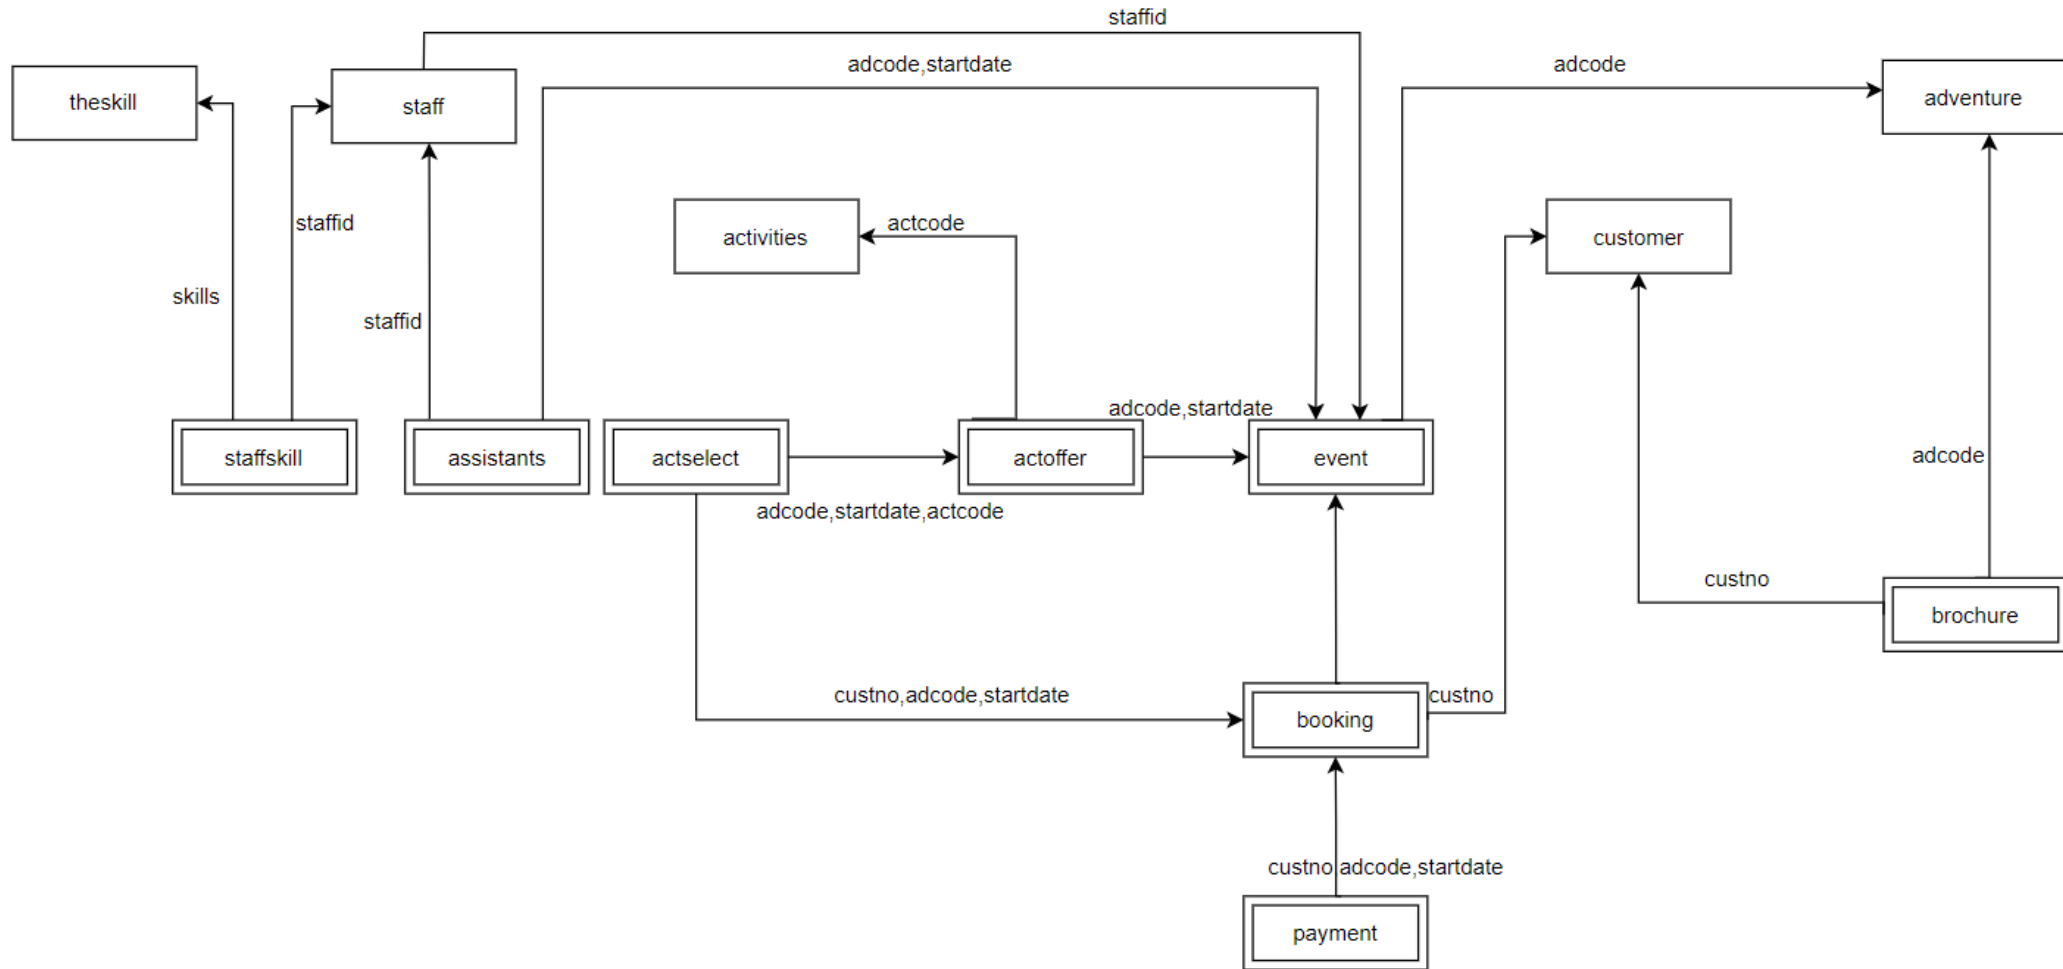 staffid
adcode,startdate
adcode
theskill
staff
adventure
staffid
activities
actcode
customer
skills
staffid
adcode,startdate
staffskill
assistants
actselect
actoffer
event
adcode
adcode,startdate,actcode
custno
brochure
custno,adcode,startdate
booking
custno
custno,adcode,startdate
payment